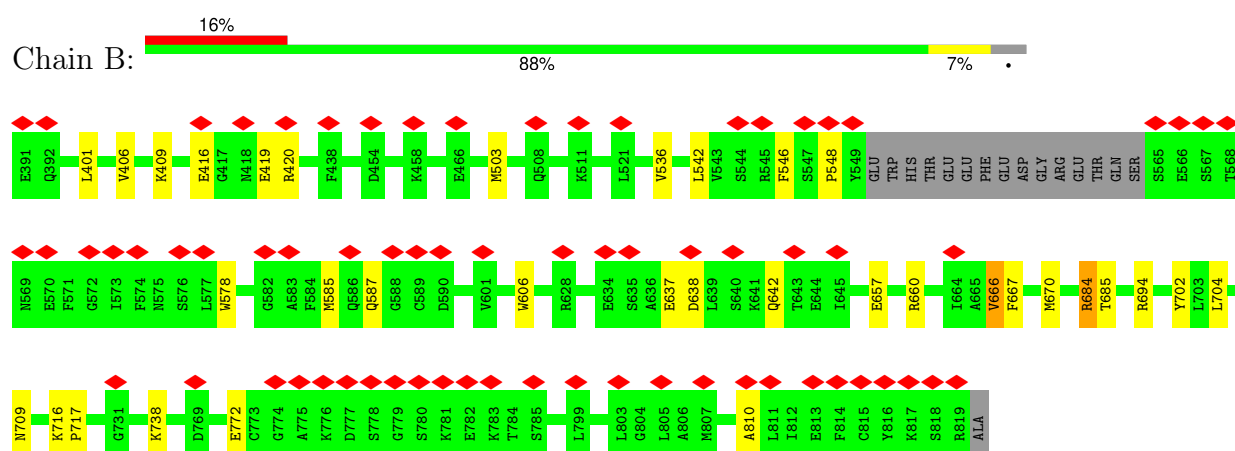 16%
Chain B:
88% 7% •
E391 Q392 L401 V406 K409 E416 G417 N418 E419 R420 F438 D454 K458 E466 M503 Q508 K511 L521 V536 L542 V543 S544 R545 F546 S547 P548 Y549 GLU TRP HIS THR GLU GLU PHE GLU ASP GLY ARG GLU THR GLN SER S565 E566 S567 T568
N569 E570 F571 G572 I573 F574 N575 S576 L577 W578 G582 A583 F584 M585 Q586 Q587 G588 C589 D590 V601 W606 R628 E634 S635 A636 E637 D638 L639 S640 K641 Q642 T643 E644 I645 E657 R660 I664 A665 V666 F667 M670 R684 T685 R694 Y702 L703 L704
N709 K716 P717 G731 K738 D769 E772 C773 G774 A775 K776 D777 S778 G779 S780 K781 E782 K783 T784 S785 L799 L803 G804 L805 A806 M807 A810 L811 I812 E813 F814 C815 Y816 K817 S818 R819 ALA